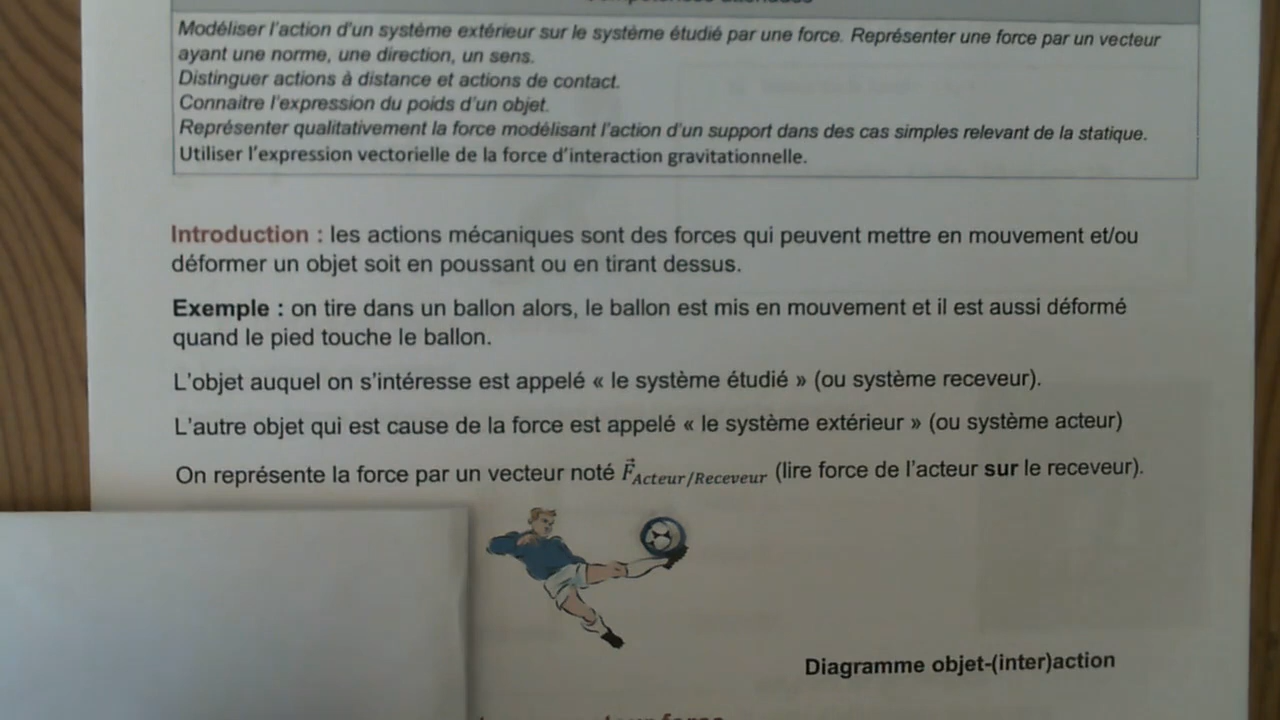 Modéliser l'action d'un système extérieur sur le système étudié par une force. Représenter une force par un vecteur
ayant une norme, une direction, un sens.
Distinguer actions à distance et actions de contact.
Connaitre l'expression du poids d'un objet.
Représenter qualitativement la force modélisant l'action d'un support dans des cas simples relevant de la statique.
Utiliser l'expression vectorielle de la force d'interaction gravitationnelle.
Introduction : les actions mécaniques sont des forces qui peuvent mettre en mouvement et/ou
déformer un objet soit en poussant ou en tirant dessus.
Exemple : on tire dans un ballon alors, le ballon est mis en mouvement et il est aussi déformé
quand le pied touche le ballon.
L'objet auquel on s'intéresse est appelé « le système étudié » (ou système receveur).
L'autre objet qui est cause de la force est appelé « le système extérieur » (ou système acteur)
On représente la force par un vecteur noté F⃗Acteur/Receveur (lire force de l'acteur sur le receveur).
Diagramme objet-(inter)action